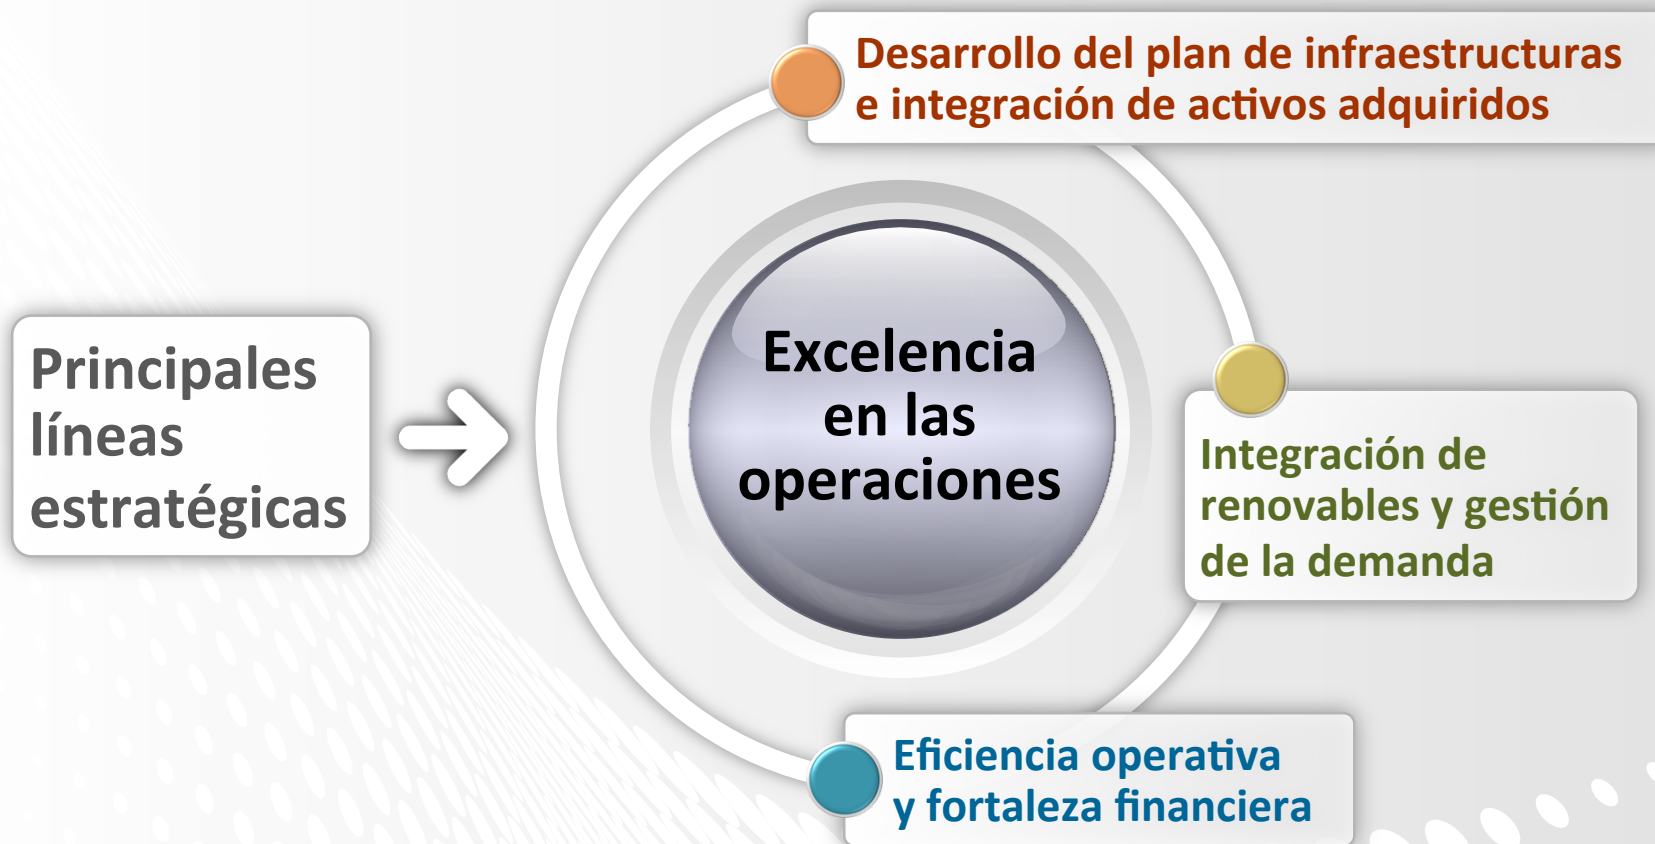 Desarrollo del plan de infraestructuras
e integración de activos adquiridos
Principales
líneas
estratégicas
Excelencia
en las
operaciones
Integración de
renovables y gestión
de la demanda
Eficiencia operativa
y fortaleza financiera